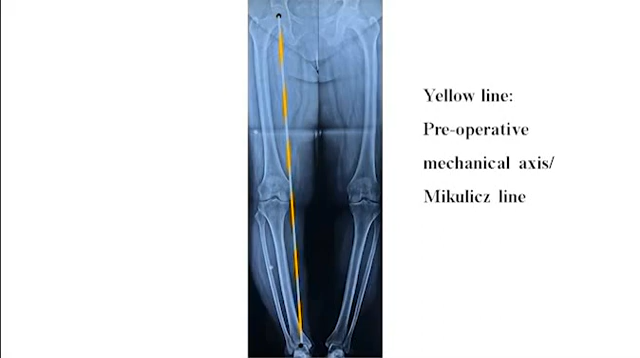 Yellow line:
Pre-operative
mechanical axis/
Mikulicz line